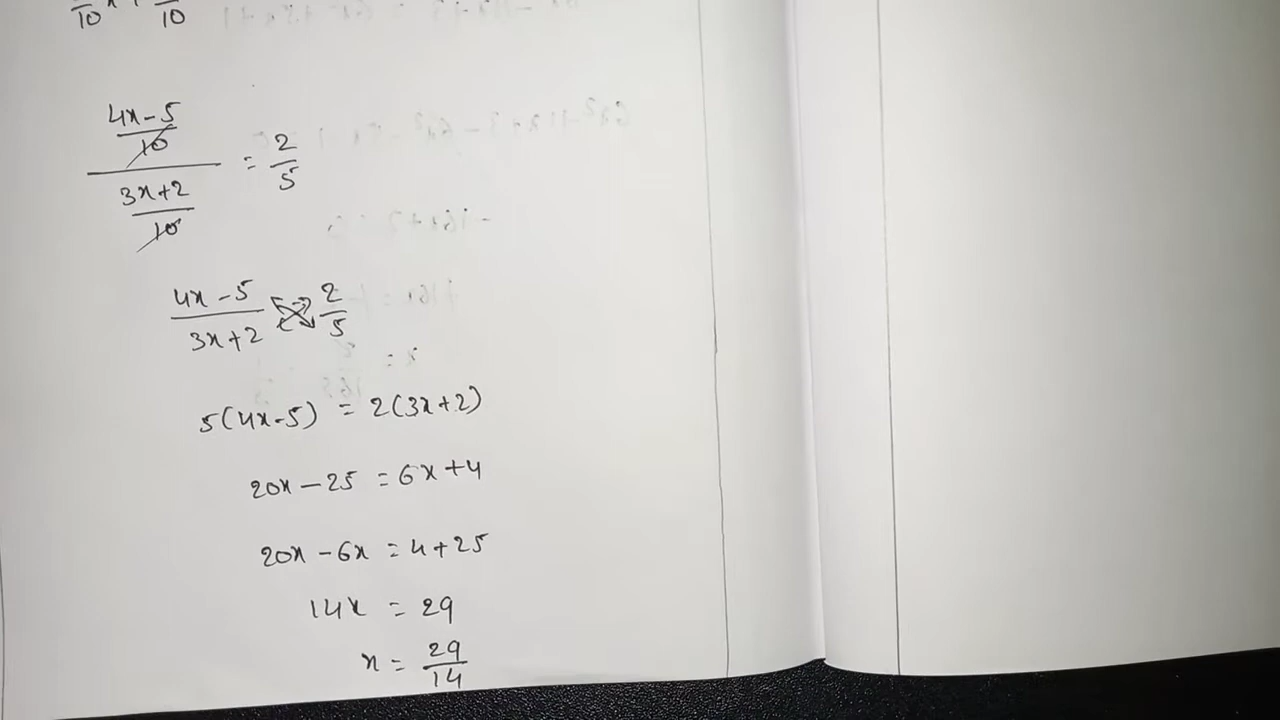 10 x + 10
4x-5
10
3x+2
10
= 2/5
4x-5
3x+2
2
5
5(4x-5) = 2(3x+2)
20x-25 = 6x+4
20x-6x = 4+25
14x = 29
x = 29/14